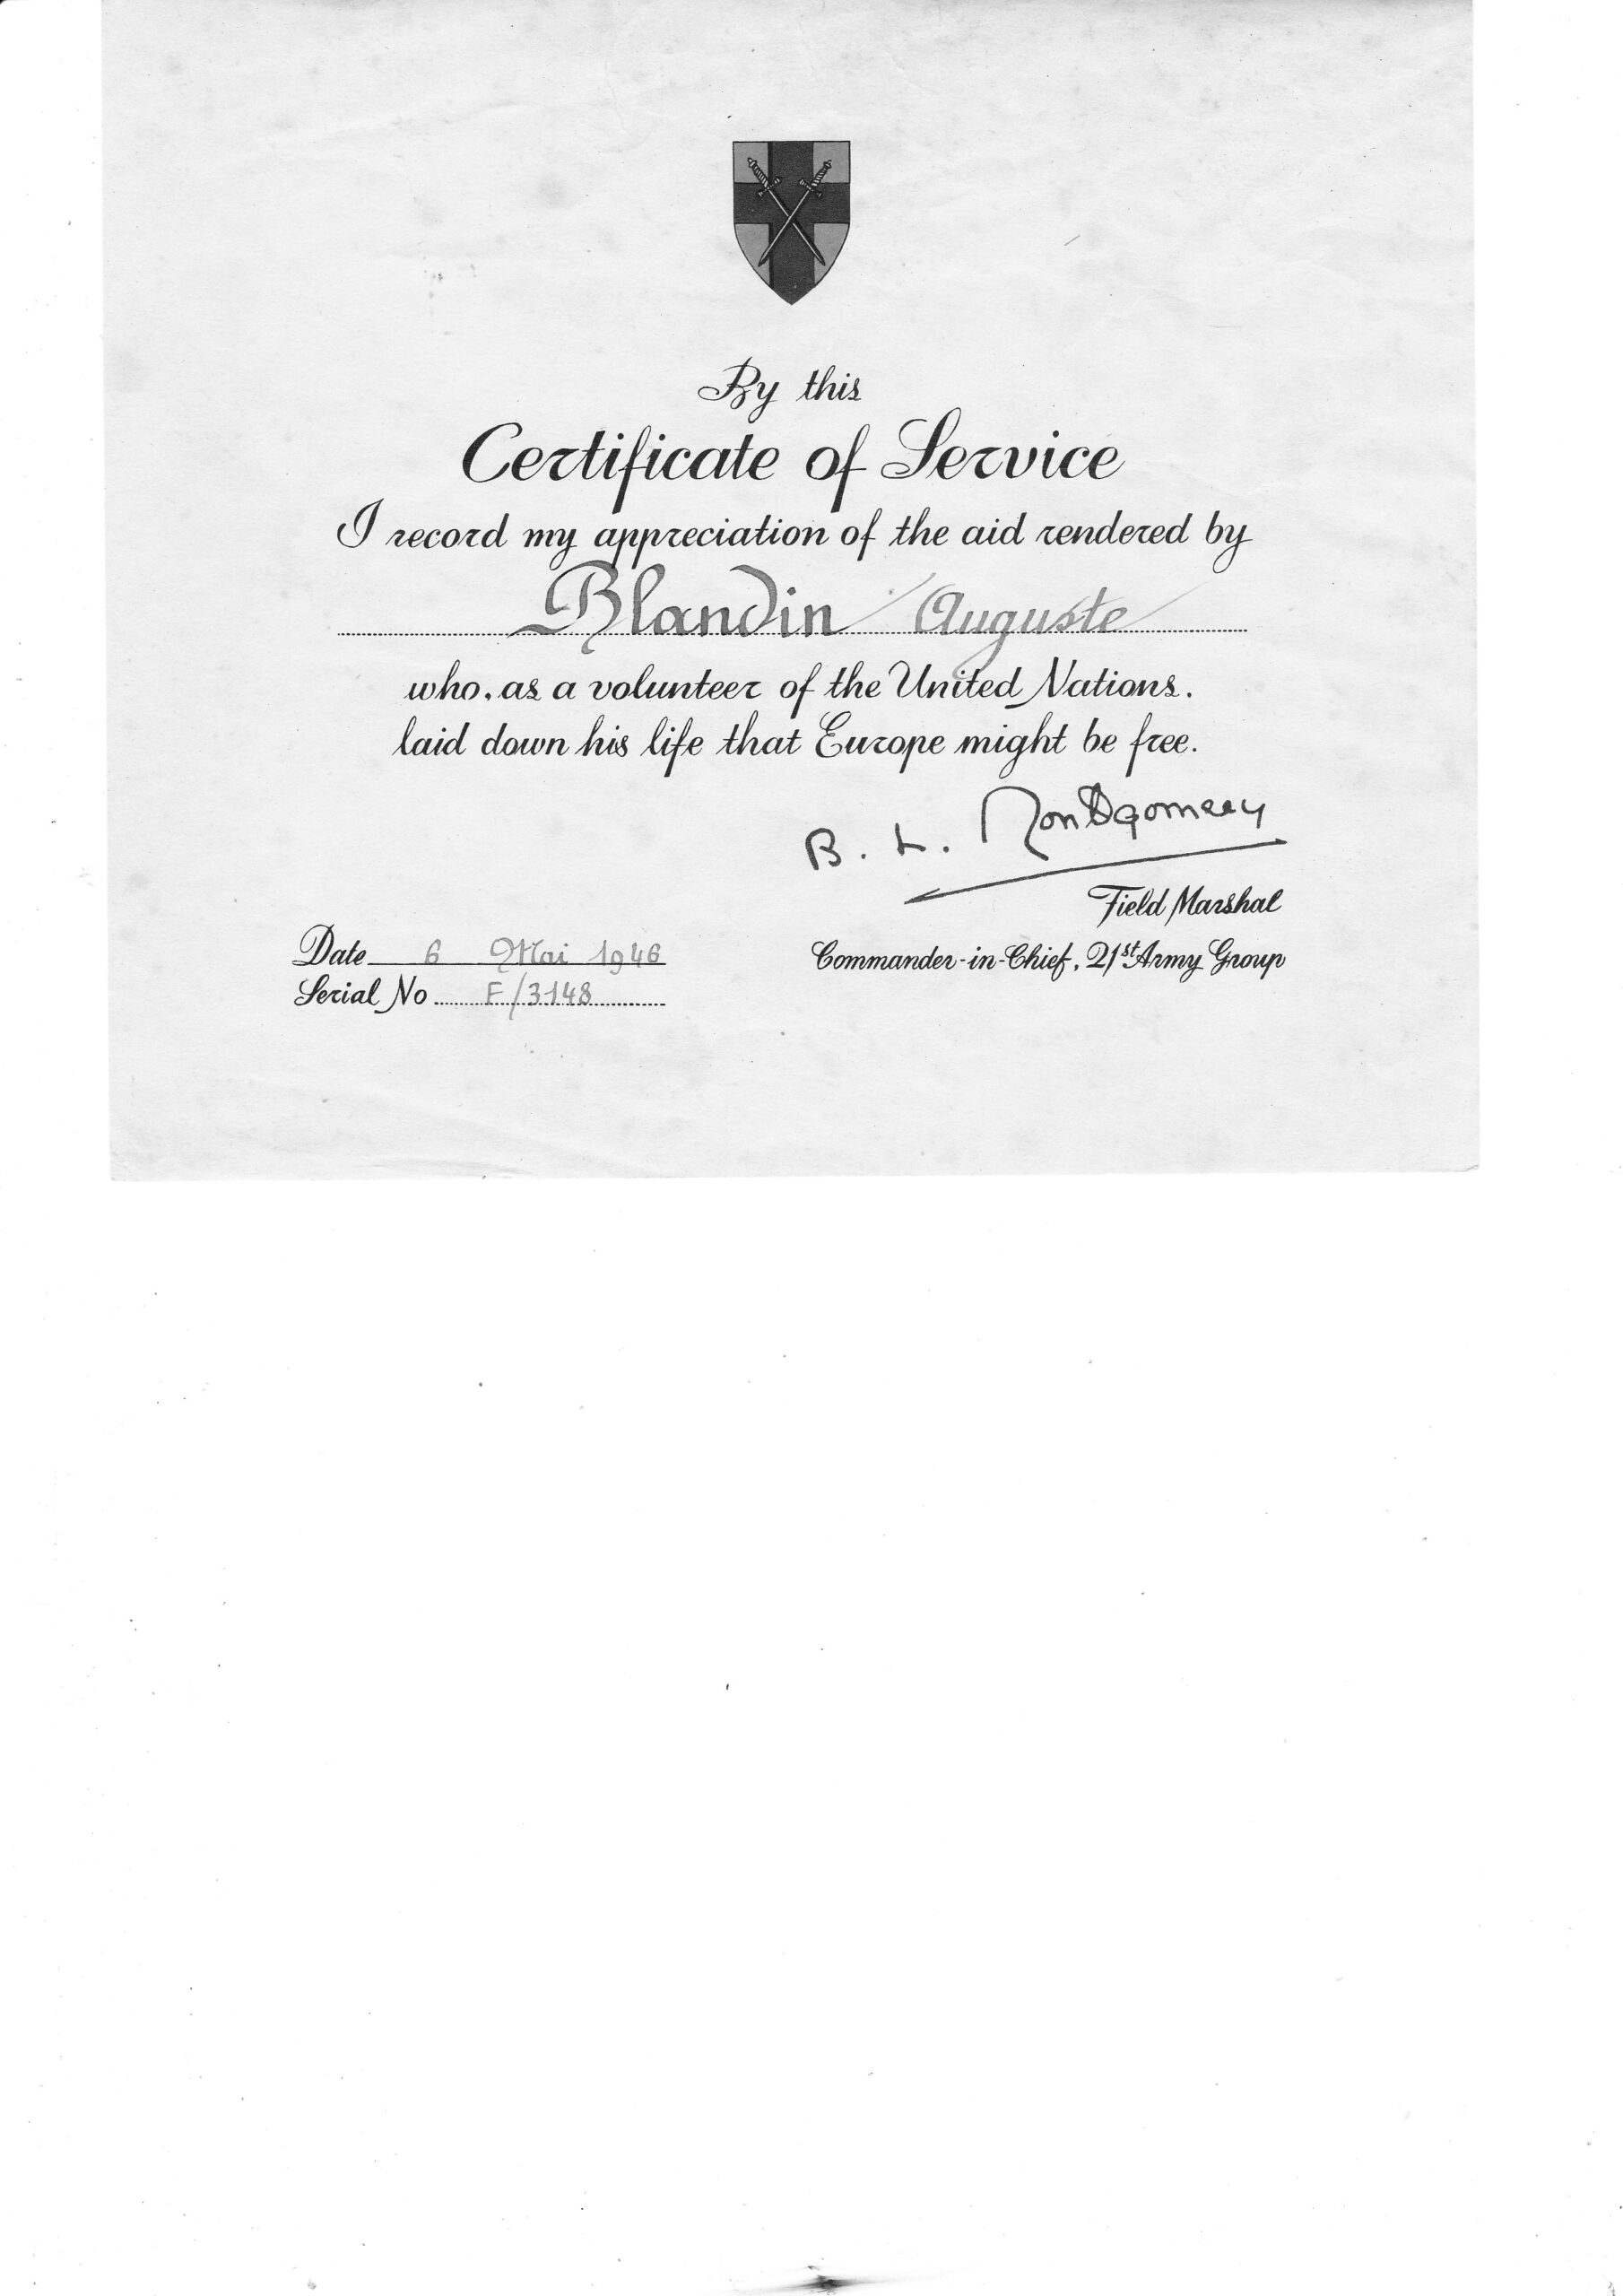 By this
Certificate of Service
I record my appreciation of the aid rendered by
Blandin Auguste
who, as a volunteer of the United Nations.
laid down his life that Europe might be free.
B. L. Montgomery
Field Marshal
Commander-in-Chief, 21st Army Group
Date 6 Mai 1946
Serial No F/3148